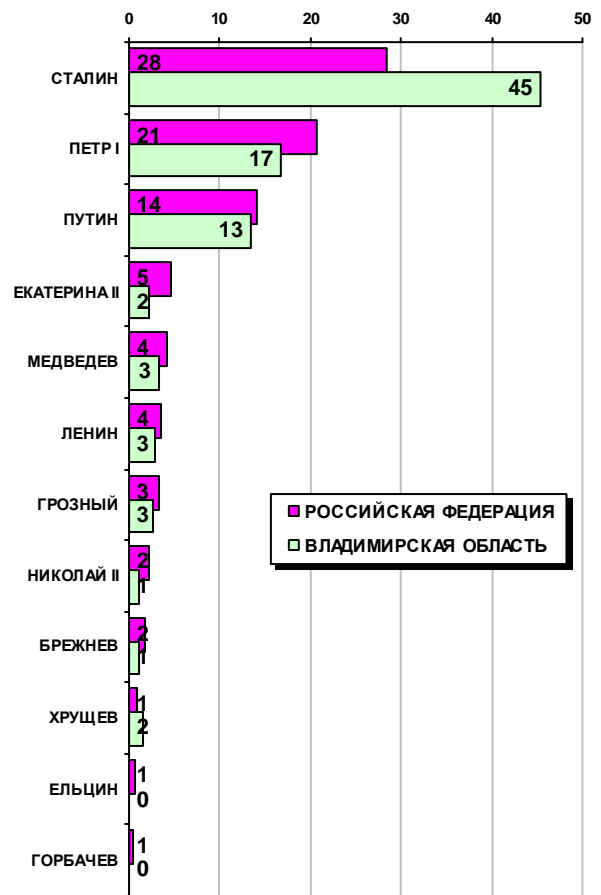 0 10 20 30 40 50
СТАЛИН
28
45
ПЕТР I
21
17
ПУТИН
14
13
ЕКАТЕРИНА II
5
2
МЕДВЕДЕВ
4
3
ЛЕНИН
4
3
ГРОЗНЫЙ
3
3
РОССИЙСКАЯ ФЕДЕРАЦИЯ
ВЛАДИМИРСКАЯ ОБЛАСТЬ
НИКОЛАЙ II
2
1
БРЕЖНЕВ
2
1
ХРУЩЕВ
1
2
ЕЛЬЦИН
1
0
ГОРБАЧЕВ
1
0